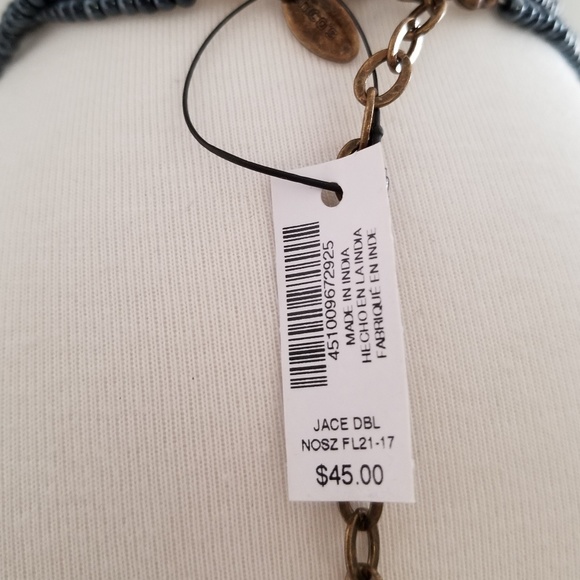 451009672925
MADE IN INDIA
HECHO EN LA INDIA
FABRIQUÉ EN INDE
JACE DBL
NOSZ FL21-17
$45.00